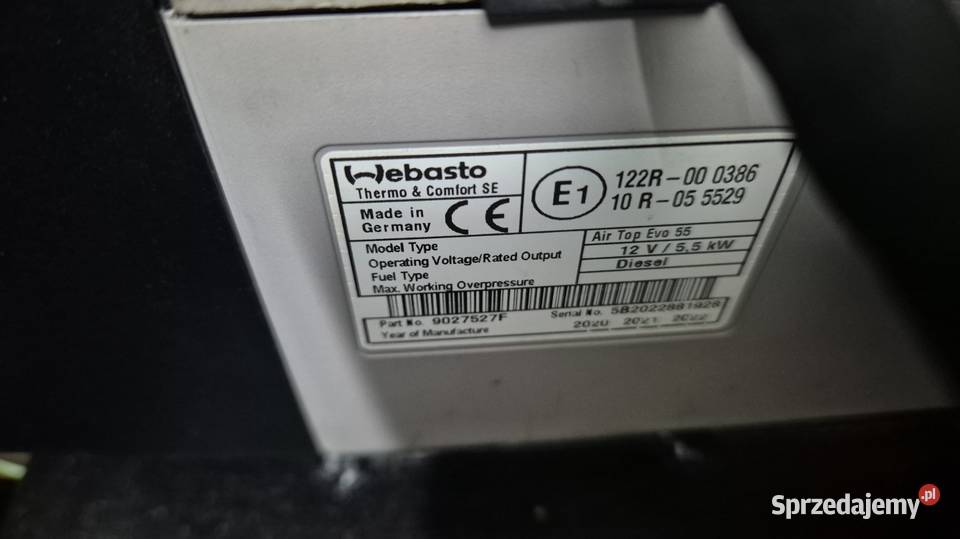 Webasto
Thermo & Comfort SE
Made in
Germany
CE
E1
122R-00 0386
10 R-05 5529
Model Type
Air Top Evo 55
Operating Voltage/Rated Output
12 V / 5,5 kW
Fuel Type
Diesel
Max. Working Overpressure
Part No. 9027527F
Serial No. 5B2022881928
Year of Manufacture
2020 2021 2022
Sprzedajemy.pl